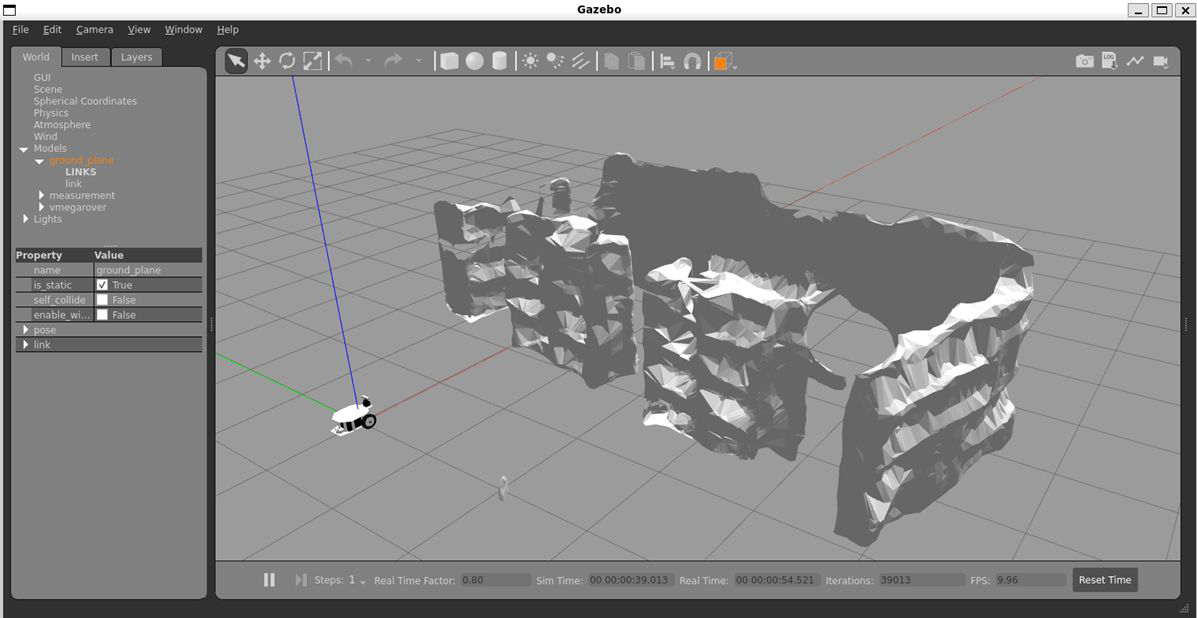 Gazebo
File Edit Camera View Window Help
World Insert Layers
GUI
Scene
Spherical Coordinates
Physics
Atmosphere
Wind
Models
ground_plane
LINKS
link
measurement
vmegarover
Lights
Property Value
name ground_plane
is_static True
self_collide False
enable_wi... False
pose
link
LOG
Steps: 1 Real Time Factor: 0.80 Sim Time: 00 00:00:39.013 Real Time: 00 00:00:54.521 Iterations: 39013 FPS: 9.96 Reset Time